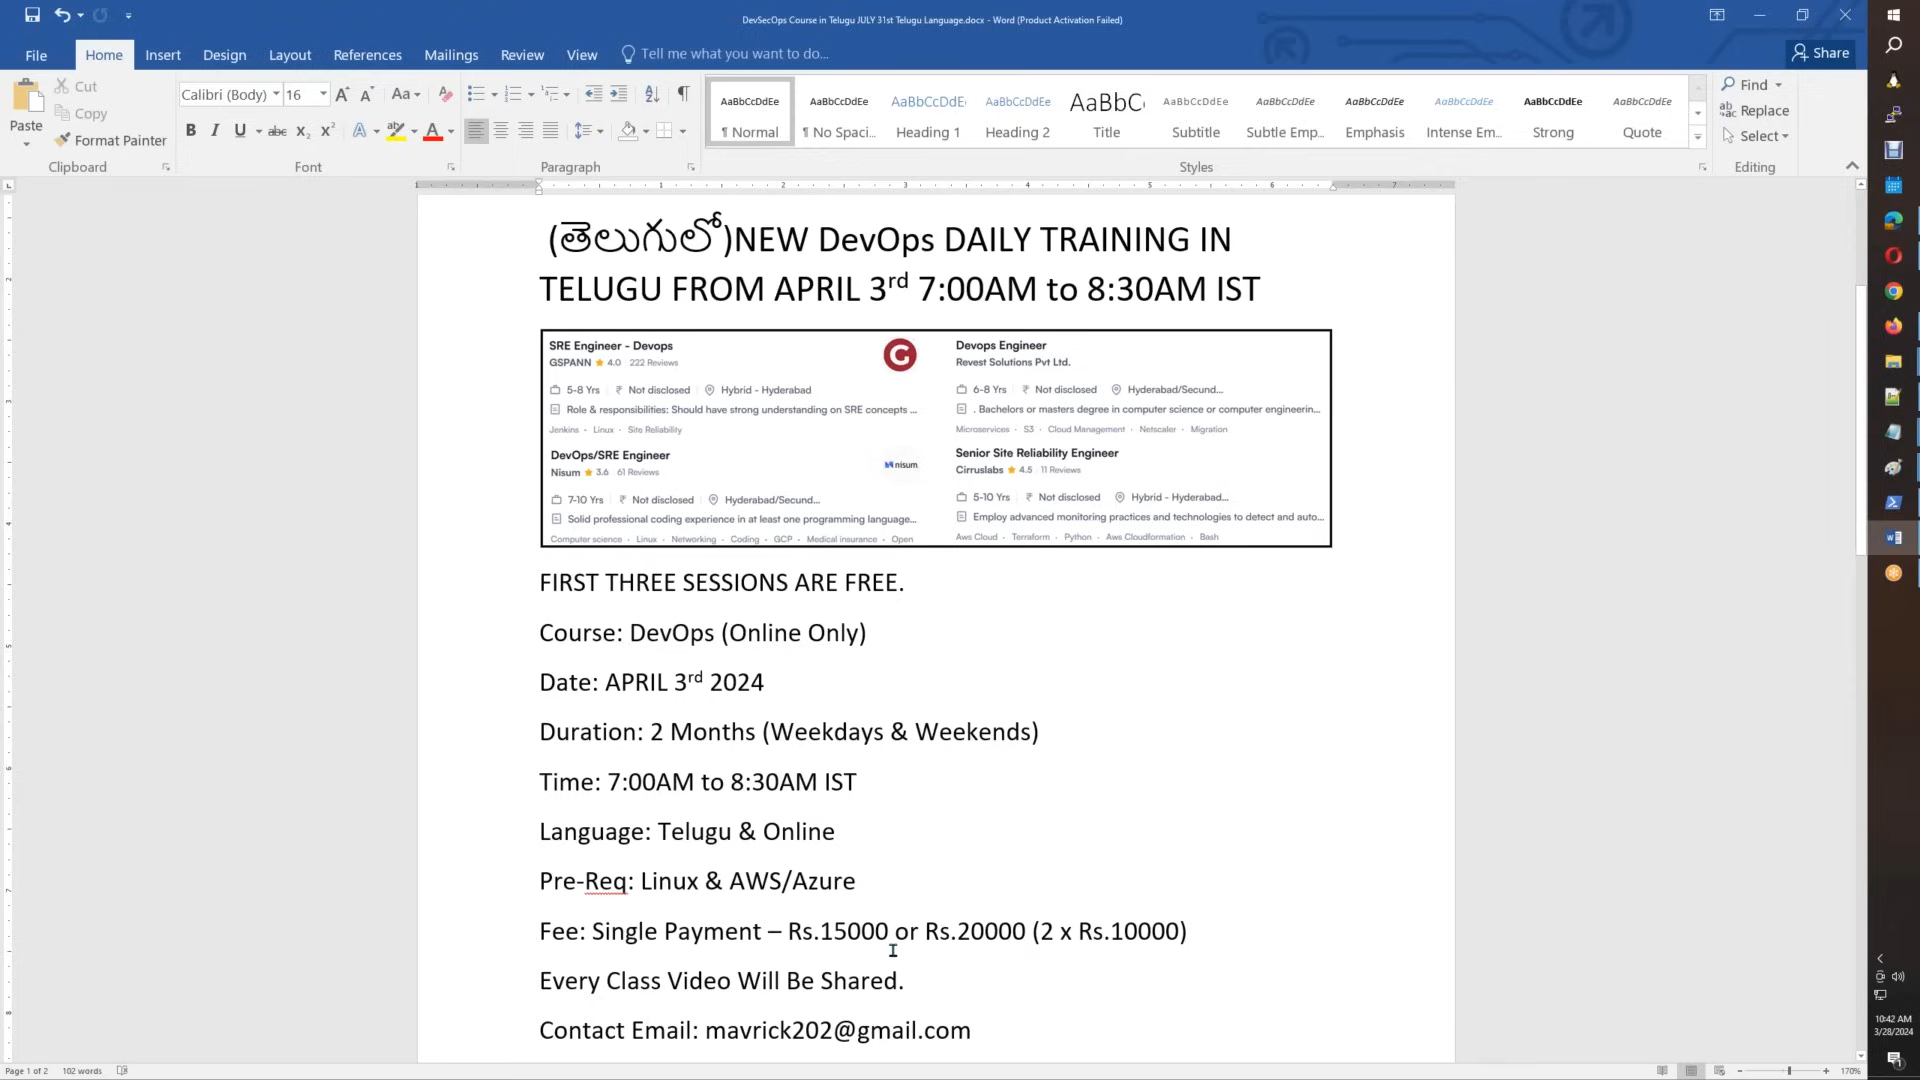 DevSecOps Course in Telugu JULY 31st Telugu Language.docx - Word (Product Activation Failed)
File Home Insert Design Layout References Mailings Review View Tell me what you want to do... Share
Cut
Copy
Format Painter
Paste
Calibri (Body) 16
Clipboard
Font
Paragraph
AaBbCcDdEe AaBbCcDdEe AaBbCcDdE AaBbCcDdEe AaBbC AaBbCcDdEe AaBbCcDdEe AaBbCcDdEe AaBbCcDdEe AaBbCcDdEe AaBbCcDdEe
¶ Normal ¶ No Spaci... Heading 1 Heading 2 Title Subtitle Subtle Emp... Emphasis Intense Em... Strong Quote
Styles
Find
Replace
Select
Editing
(తెలుగులో)NEW DevOps DAILY TRAINING IN
TELUGU FROM APRIL 3rd 7:00AM to 8:30AM IST
SRE Engineer - Devops
GSPANN 4.0 222 Reviews
5-8 Yrs ₹ Not disclosed Hybrid - Hyderabad
Role & responsibilities: Should have strong understanding on SRE concepts ...
Jenkins · Linux · Site Reliability
Devops Engineer
Revest Solutions Pvt Ltd.
6-8 Yrs ₹ Not disclosed Hyderabad/Secund...
. Bachelors or masters degree in computer science or computer engineerin...
Microservices · S3 · Cloud Management · Netscaler · Migration
DevOps/SRE Engineer
Nisum 3.6 61 Reviews
nisum
7-10 Yrs ₹ Not disclosed Hyderabad/Secund...
Solid professional coding experience in at least one programming language...
Computer science · Linux · Networking · Coding · GCP · Medical insurance · Open
Senior Site Reliability Engineer
Cirruslabs 4.5 11 Reviews
5-10 Yrs ₹ Not disclosed Hybrid - Hyderabad...
Employ advanced monitoring practices and technologies to detect and auto...
Aws Cloud · Terraform · Python · Aws Cloudformation · Bash
FIRST THREE SESSIONS ARE FREE.
Course: DevOps (Online Only)
Date: APRIL 3rd 2024
Duration: 2 Months (Weekdays & Weekends)
Time: 7:00AM to 8:30AM IST
Language: Telugu & Online
Pre-Req: Linux & AWS/Azure
Fee: Single Payment – Rs.15000 or Rs.20000 (2 x Rs.10000)
Every Class Video Will Be Shared.
Contact Email: mavrick202@gmail.com
Page 1 of 2 102 words
170%
10:42 AM
3/28/2024